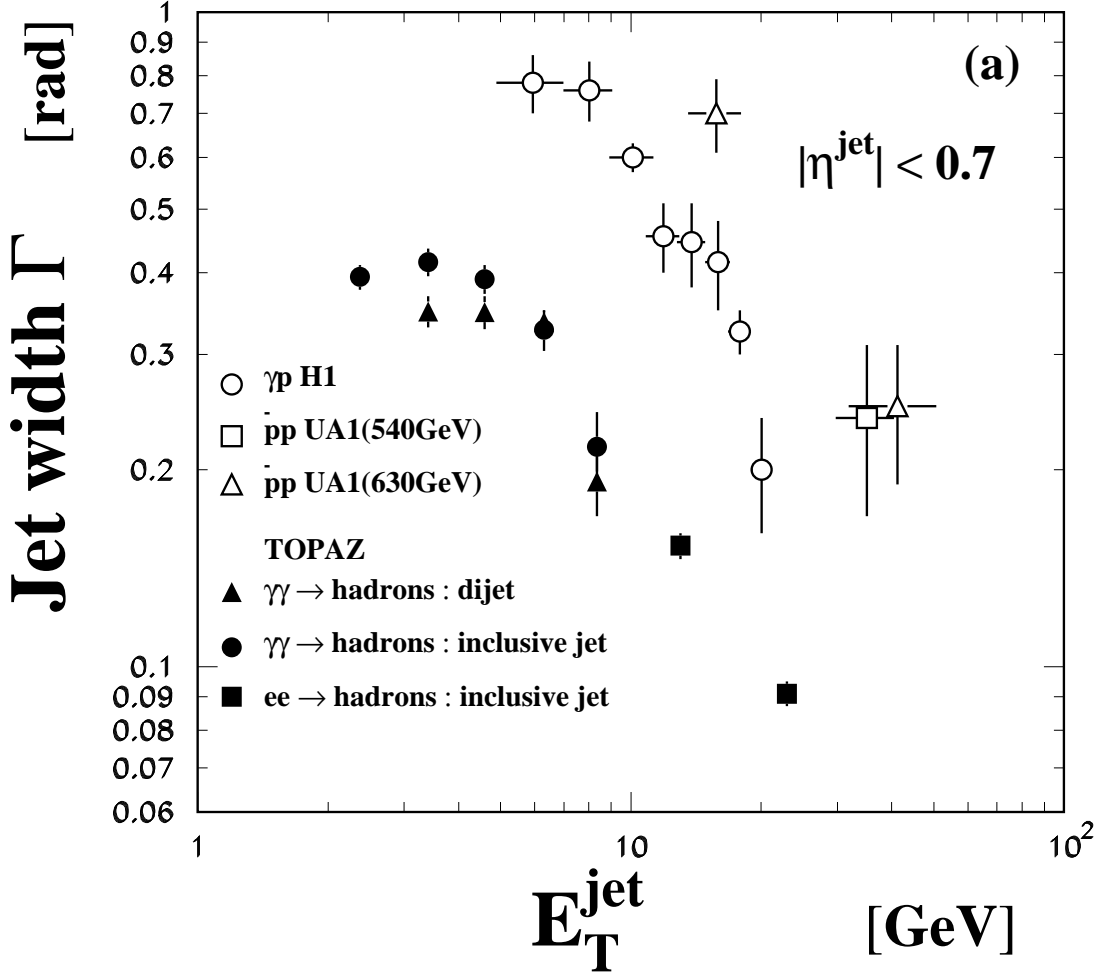 Jet width Γ [rad]
1
0.9
0.8
0.7
0.6
0.5
0.4
0.3
0.2
0.1
0.09
0.08
0.07
0.06
(a)
|η^jet| < 0.7
γp H1
p̄p UA1(540GeV)
p̄p UA1(630GeV)
TOPAZ
γγ → hadrons : dijet
γγ → hadrons : inclusive jet
ee → hadrons : inclusive jet
1 10 10²
E_T^jet [GeV]